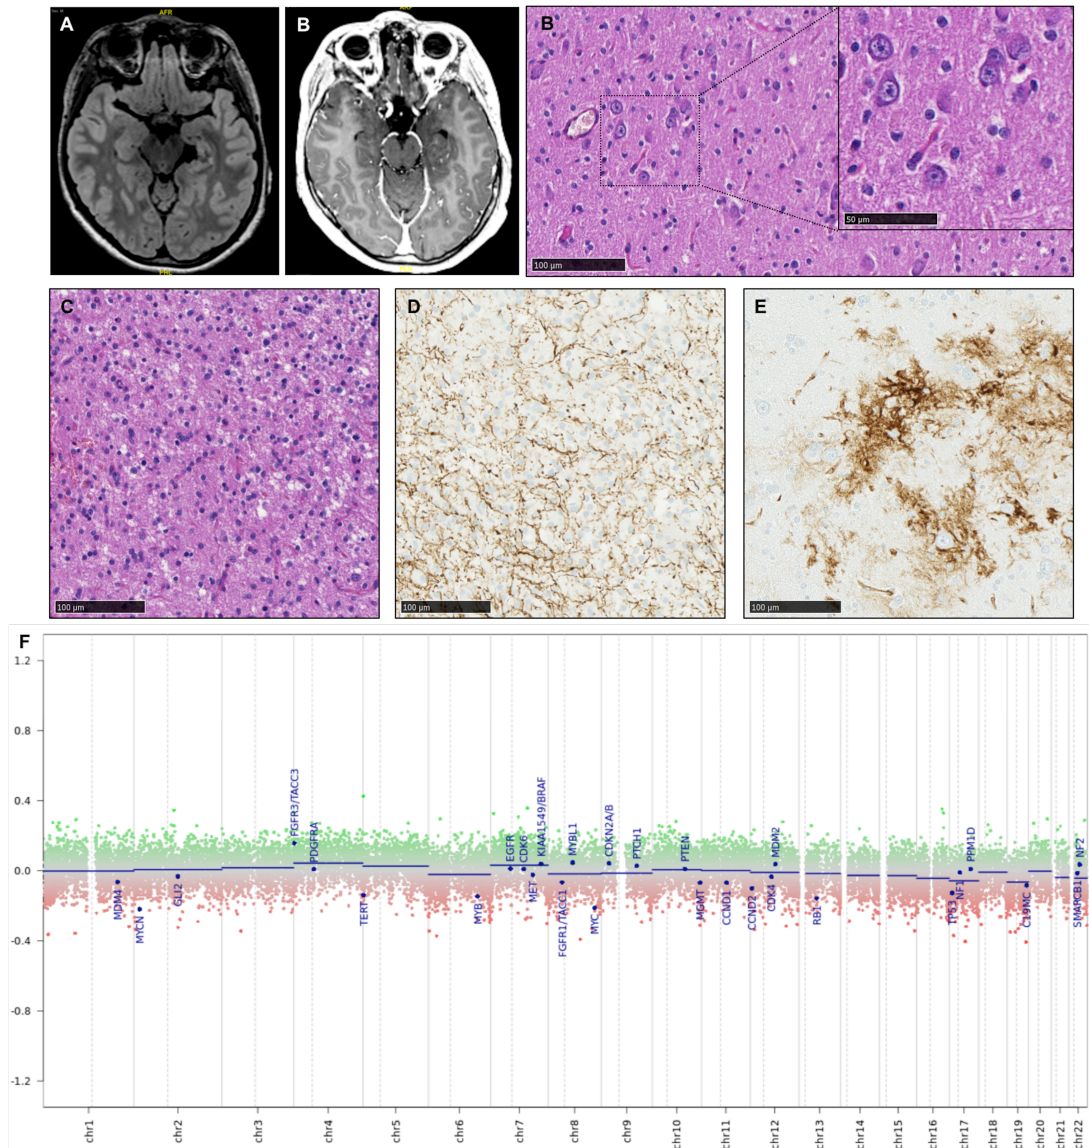 A
B
B
AFR
PRL
50 µm
100 µm
C
D
E
100 µm
100 µm
100 µm
F
1.2
0.8
0.4
0.0
-0.4
-0.8
-1.2
MDM4
MYCN
GLI2
FGFR3/TACC3
PDGFRA
TERT
MYB
EGFR
CDK6
MET
KIAA1549/BRAF
FGFR1/TACC1
MYBL1
MYC
CDKN2A/B
PTCH1
PTEN
MGMT
CCND1
CCND2
CDK4
MDM2
RB1
TP53
NF1
PPM1D
C19MC
SMARCB1
NF2
chr1
chr2
chr3
chr4
chr5
chr6
chr7
chr8
chr9
chr10
chr11
chr12
chr13
chr14
chr15
chr16
chr17
chr18
chr19
chr20
chr21
chr22